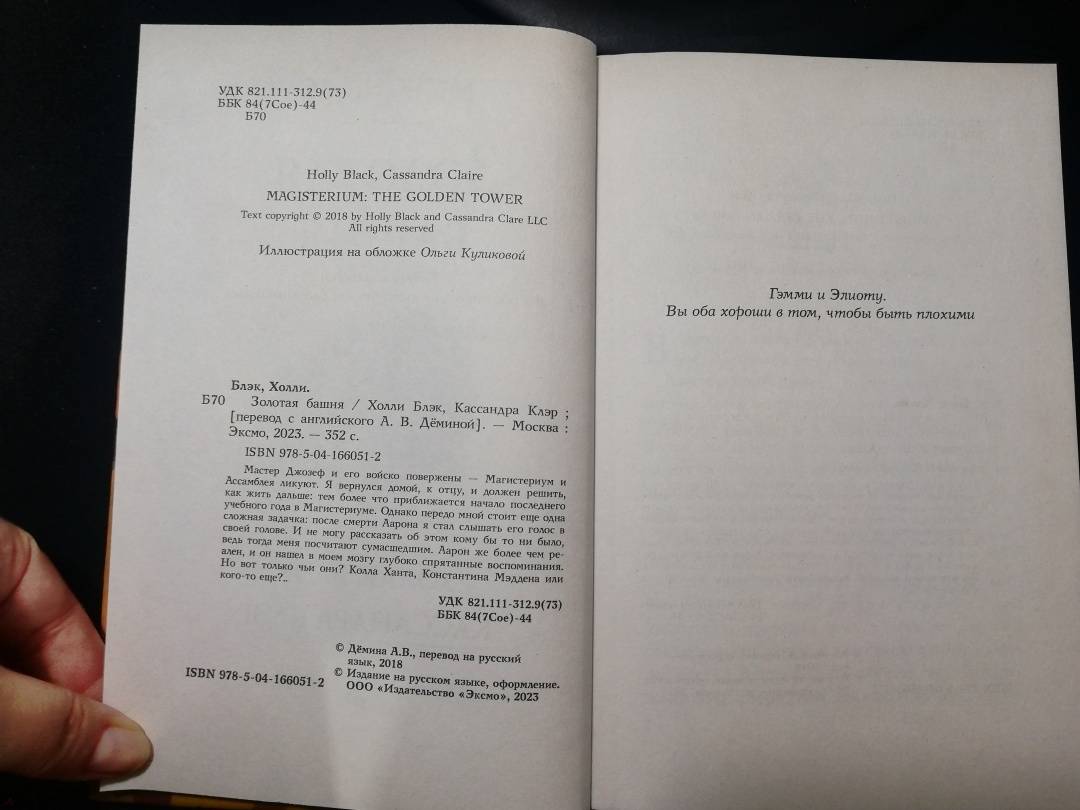 УДК 821.111-312.9(73)
ББК 84(7Сое)-44
Б70
Holly Black, Cassandra Claire
MAGISTERIUM: THE GOLDEN TOWER
Text copyright © 2018 by Holly Black and Cassandra Clare LLC
All rights reserved
Иллюстрация на обложке Ольги Куликовой
Блэк, Холли.
Б70 Золотая башня / Холли Блэк, Кассандра Клэр ;
[перевод с английского А. В. Дёминой]. — Москва :
Эксмо, 2023. — 352 с.
ISBN 978-5-04-166051-2
Мастер Джозеф и его войско повержены — Магистериум и
Ассамблея ликуют. Я вернулся домой, к отцу, и должен решить,
как жить дальше: тем более что приближается начало последнего
учебного года в Магистериуме. Однако передо мной стоит еще одна
сложная задачка: после смерти Аарона я стал слышать его голос в
своей голове. И не могу рассказать об этом кому бы то ни было,
ведь тогда меня посчитают сумасшедшим. Аарон же более чем ре-
ален, и он нашел в моем мозгу глубоко спрятанные воспоминания.
Но вот только чьи они? Колла Ханта, Константина Мэддена или
кого-то еще?..
УДК 821.111-312.9(73)
ББК 84(7Сое)-44
© Дёмина А.В., перевод на русский
язык, 2018
© Издание на русском языке, оформление.
ООО «Издательство «Эксмо», 2023
ISBN 978-5-04-166051-2
Гэмми и Элиоту.
Вы оба хороши в том, чтобы быть плохими